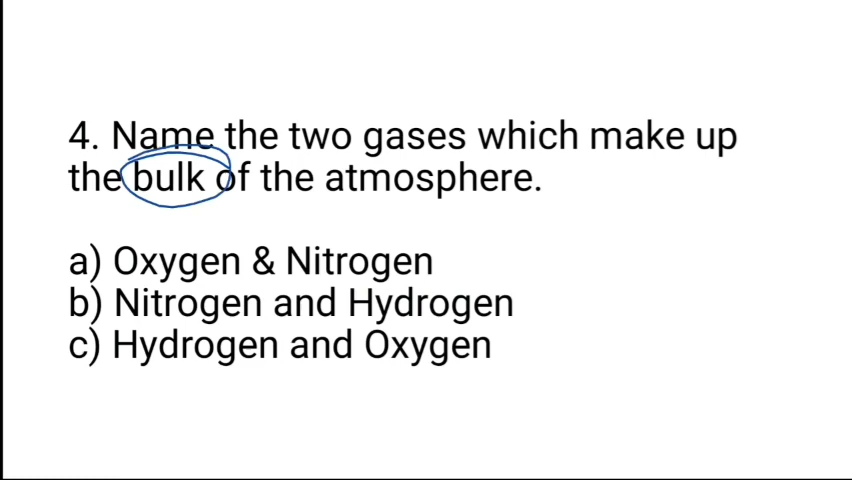 4. Name the two gases which make up
the bulk of the atmosphere.
a) Oxygen & Nitrogen
b) Nitrogen and Hydrogen
c) Hydrogen and Oxygen